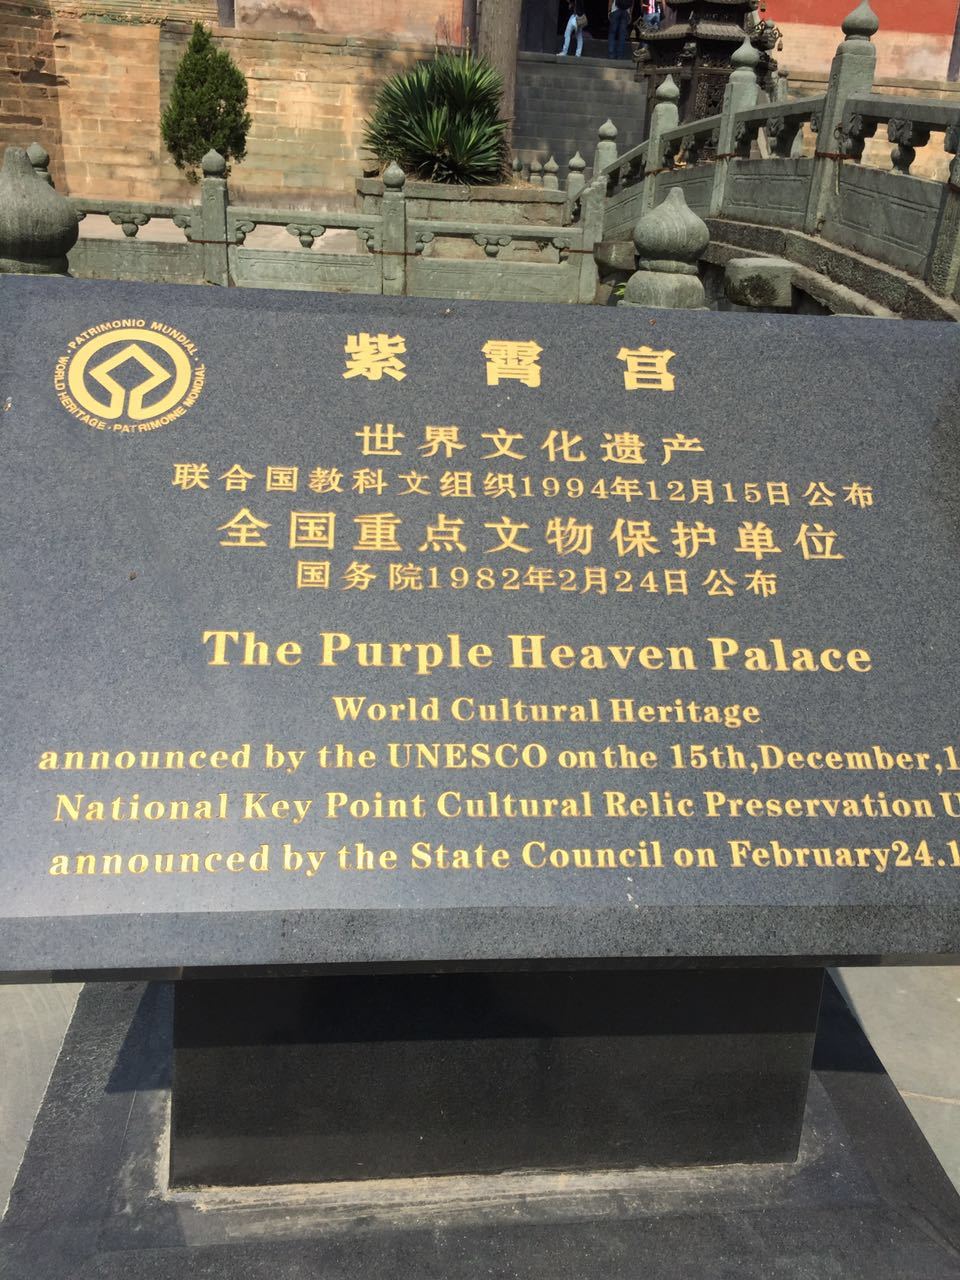 PATRIMONIO MUNDIAL · WORLD HERITAGE · PATRIMOINE MONDIAL
紫霄宫
世界文化遗产
联合国教科文组织1994年12月15日公布
全国重点文物保护单位
国务院1982年2月24日公布
The Purple Heaven Palace
World Cultural Heritage
announced by the UNESCO on the 15th,December,1
National Key Point Cultural Relic Preservation U
announced by the State Council on February24.1